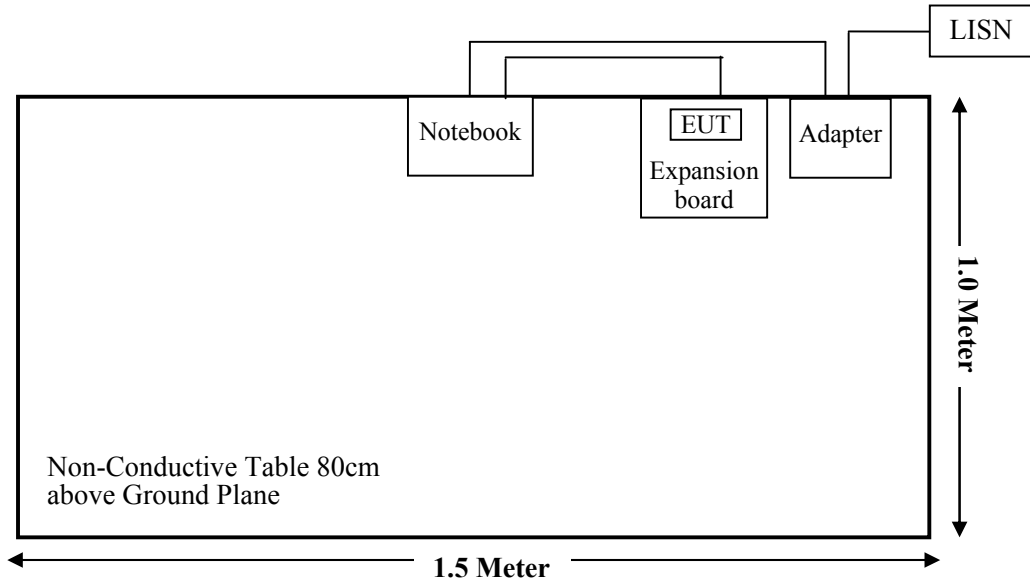 LISN
Notebook
EUT
Expansion
board
Adapter
1.0 Meter
Non-Conductive Table 80cm
above Ground Plane
1.5 Meter